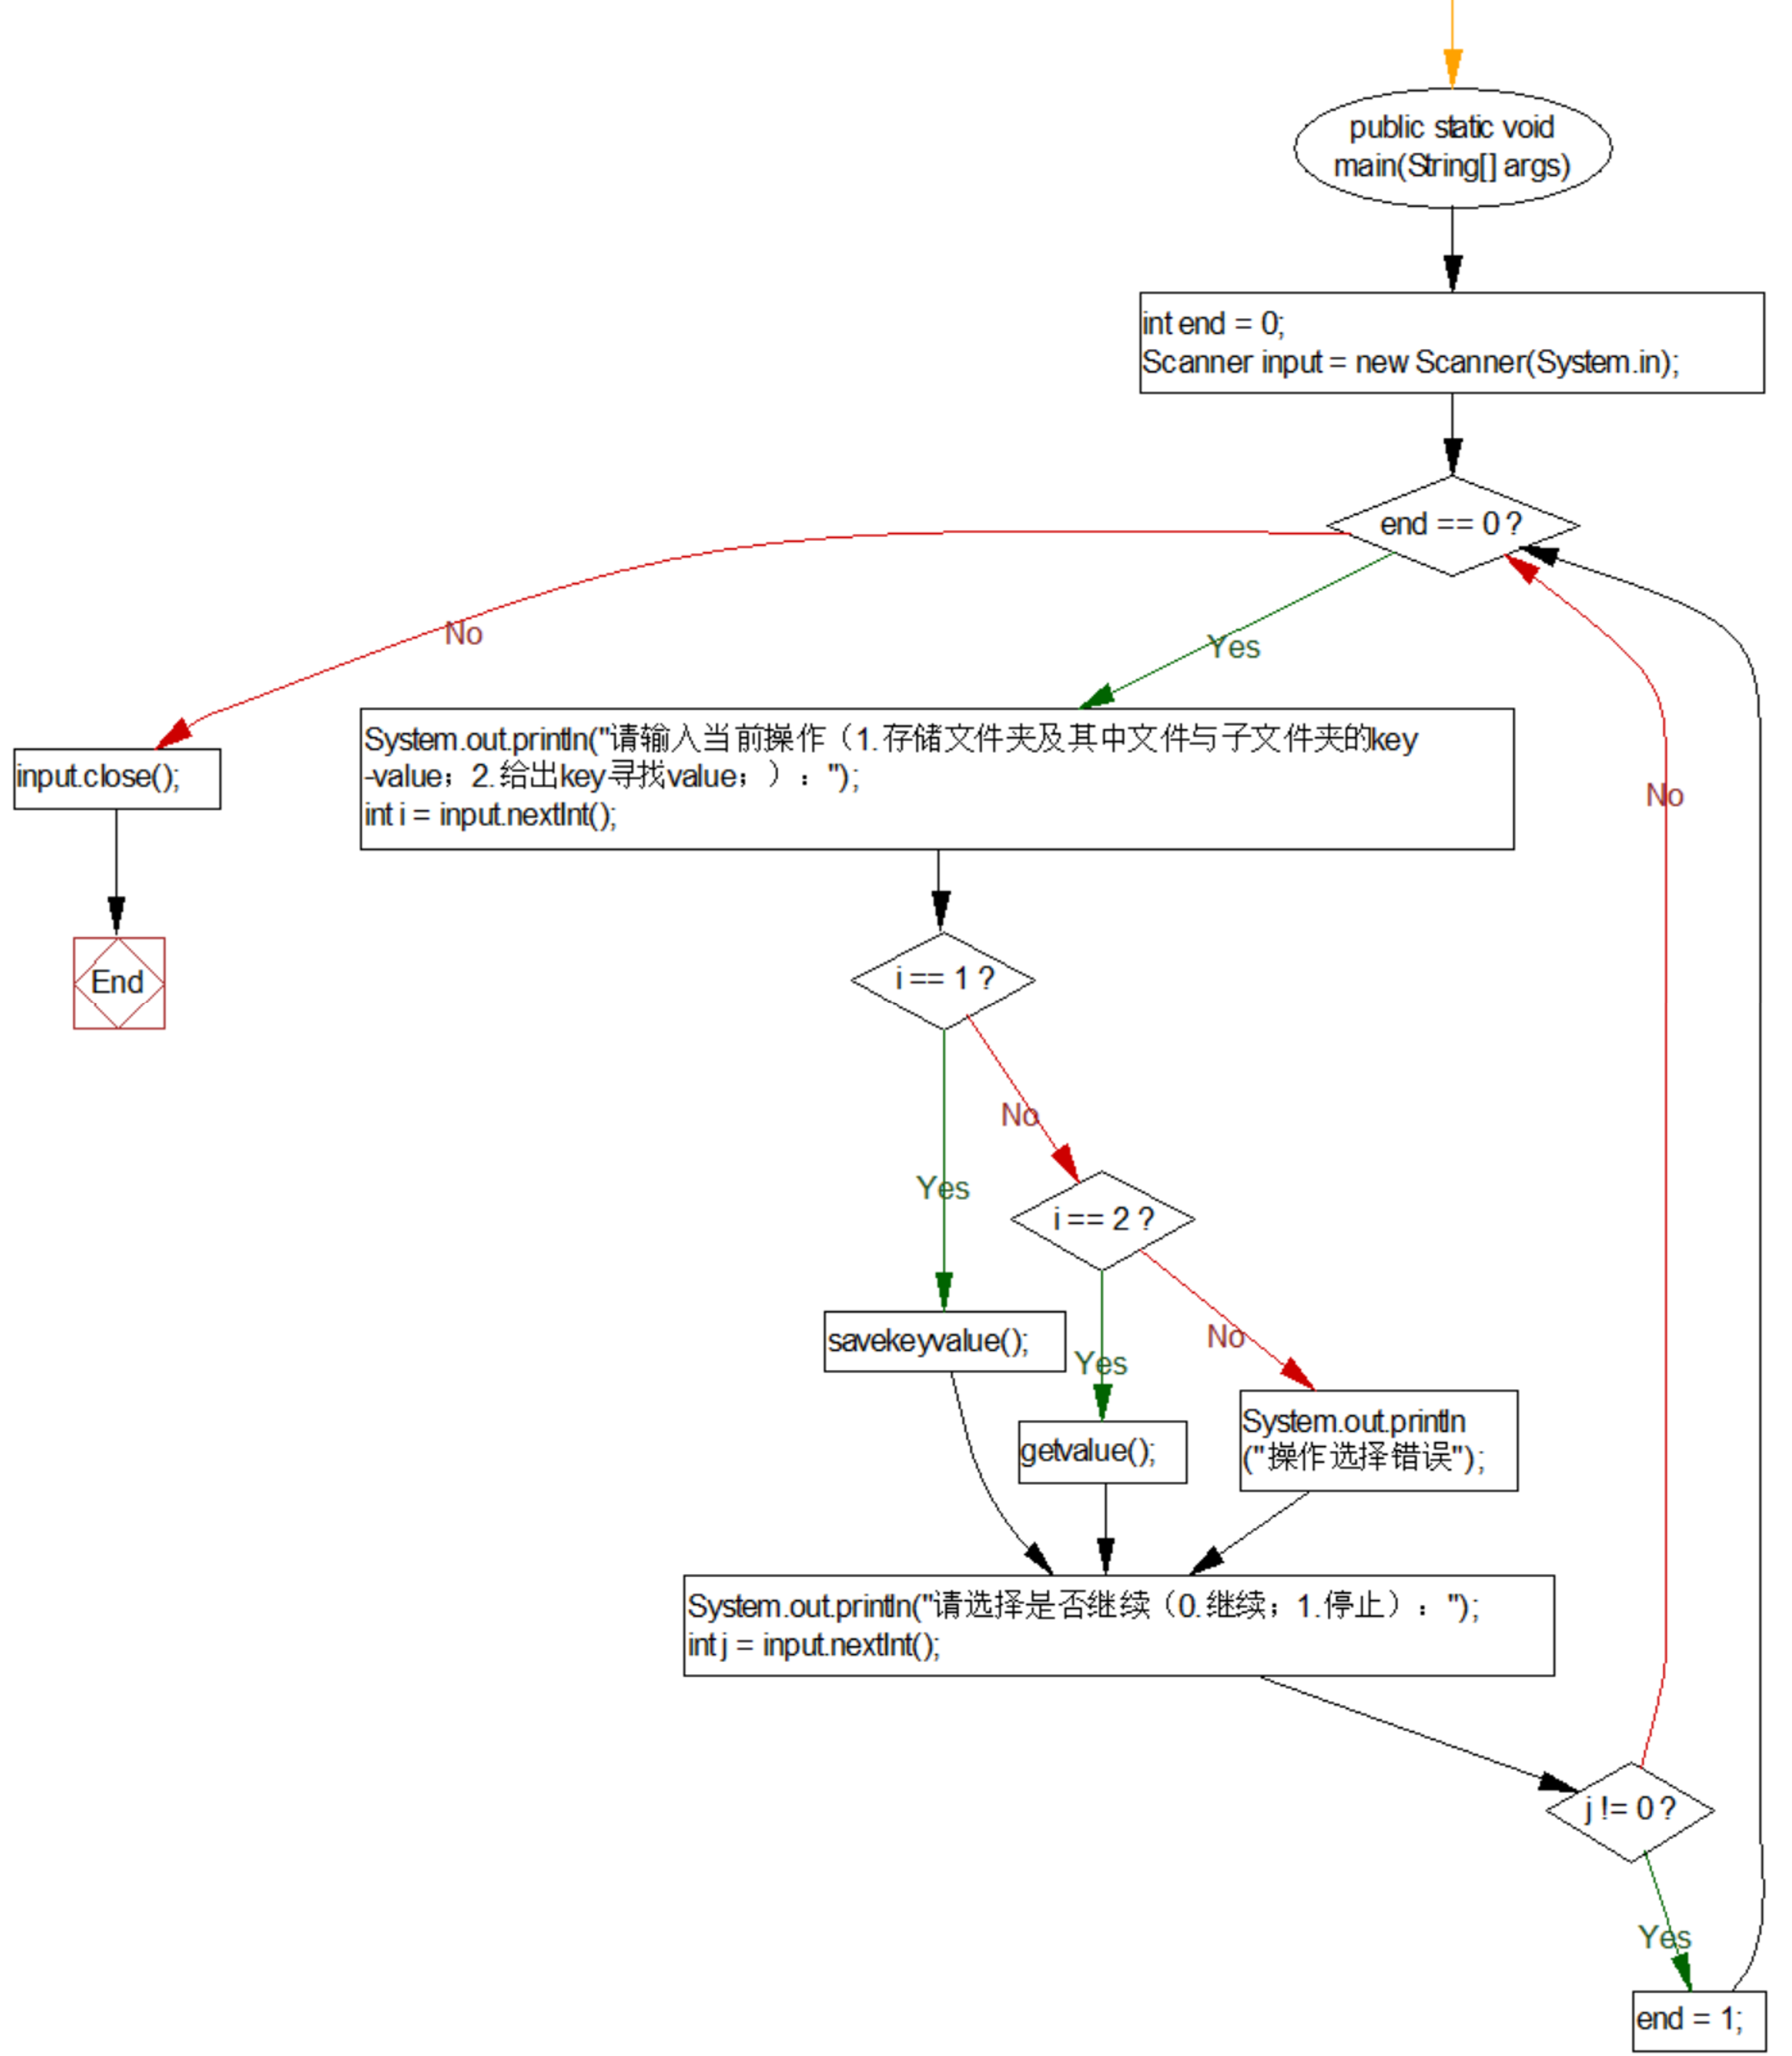 public static void
main(String[] args)
int end = 0;
Scanner input = new Scanner(System.in);
end == 0 ?
No
Yes
System.out.println("请输入当前操作（1.存储文件夹及其中文件与子文件夹的key
-value；2.给出key寻找value；）：");
int i = input.nextInt();
input.close();
No
End
i == 1 ?
No
Yes
i == 2 ?
savekeyvalue();
No
Yes
System.out.println
("操作选择错误");
getvalue();
System.out.println("请选择是否继续（0.继续；1.停止）：");
int j = input.nextInt();
j != 0 ?
Yes
end = 1;